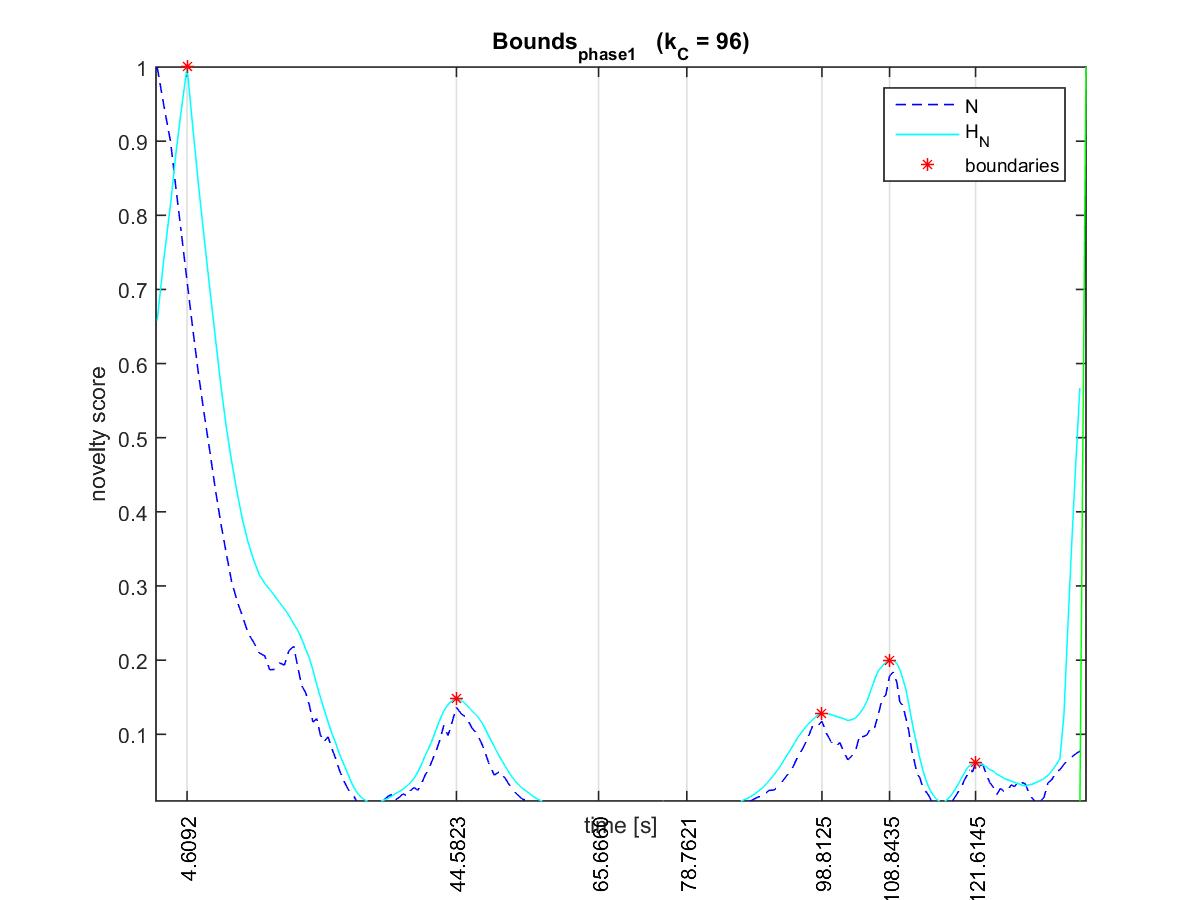 Bounds_phase1 (k_C = 96)
N
H_N
boundaries
novelty score
1
0.9
0.8
0.7
0.6
0.5
0.4
0.3
0.2
0.1
time [s]
4.6092
44.5823
65.6660
78.7621
98.8125
108.8435
121.6145